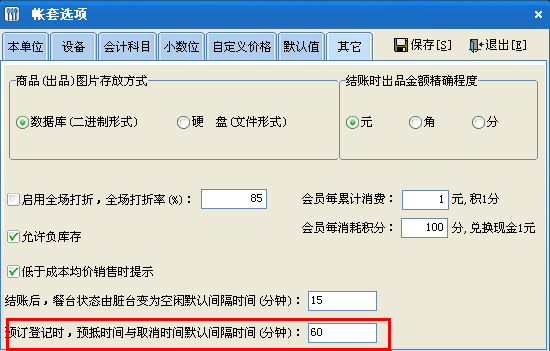 帐套选项
本单位 设备 会计科目 小数位 自定义价格 默认值 其它 保存[S] 退出[E]
商品(出品)图片存放方式 结账时出品金额精确程度
数据库(二进制形式) 硬 盘(文件形式) 元 角 分
启用全场打折，全场打折率(%)： 85 会员每累计消费： 1 元,积1分
会员每消耗积分： 100 分,兑换现金1元
允许负库存
低于成本均价销售时提示
结账后，餐台状态由脏台变为空闲默认间隔时间(分钟)： 15
预订登记时，预抵时间与取消时间默认间隔时间(分钟)： 60